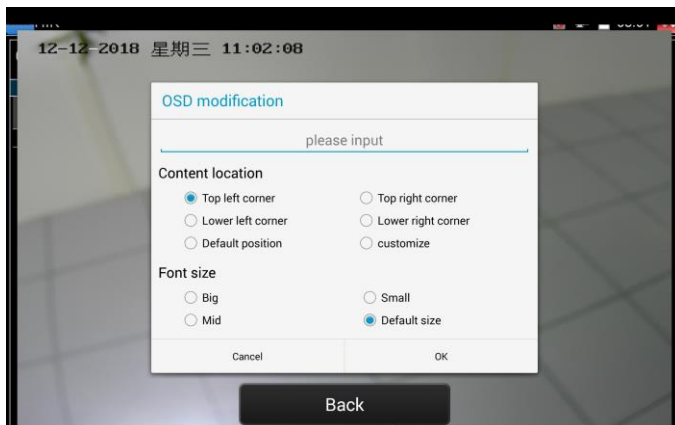 12-12-2018 星期三 11:02:08
OSD modification
please input
Content location
Top left corner Top right corner
Lower left corner Lower right corner
Default position customize
Font size
Big Small
Mid Default size
Cancel OK
Back